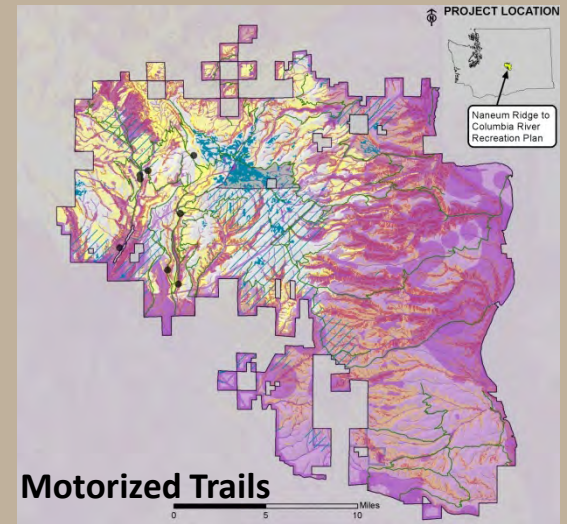 PROJECT LOCATION
Naneum Ridge to
Columbia River
Recreation Plan
Motorized Trails
Miles
0 5 10